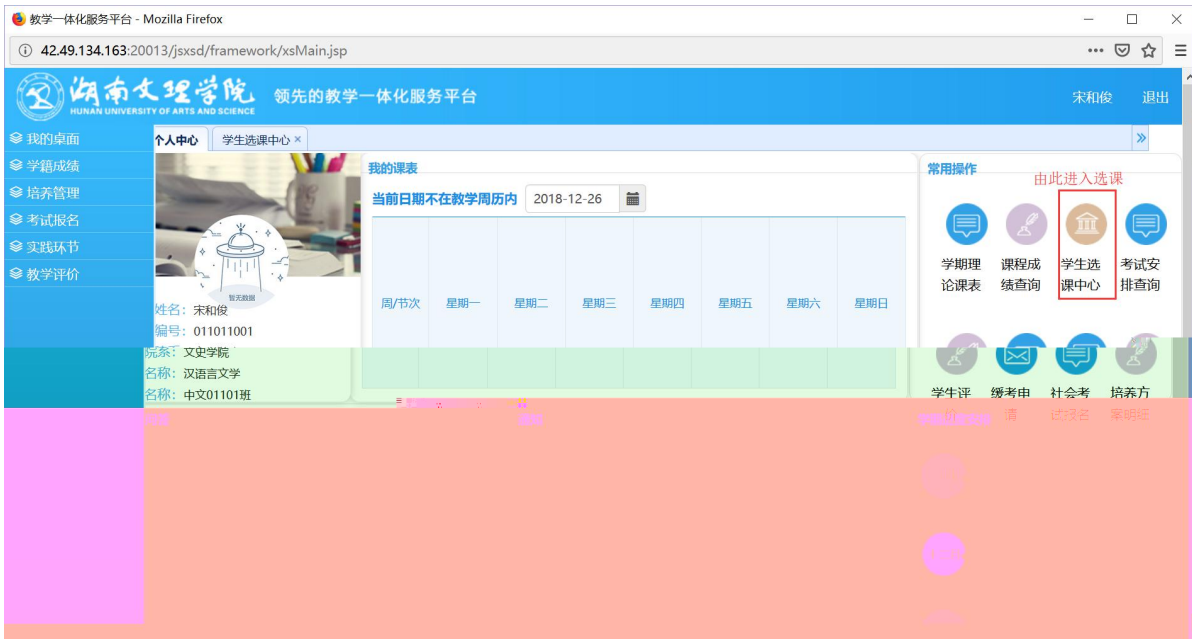 教学一体化服务平台 - Mozilla Firefox
42.49.134.163:20013/jsxsd/framework/xsMain.jsp
湖南文理学院
HUNAN UNIVERSITY OF ARTS AND SCIENCE
领先的教学一体化服务平台
宋和俊 退出
我的桌面
学籍成绩
培养管理
考试报名
实践环节
教学评价
个人中心 学生选课中心 ×
暂无数据
姓名: 宋和俊
编号: 011011001
院系: 文史学院
名称: 汉语言文学
名称: 中文01101班
我的课表
当前日期不在教学周历内 2018-12-26
周/节次 星期一 星期二 星期三 星期四 星期五 星期六 星期日
常用操作
由此进入选课
学期理论课表
课程成绩查询
学生选课中心
考试安排查询
学生评价
缓考申请
社会考试报名
培养方案明细